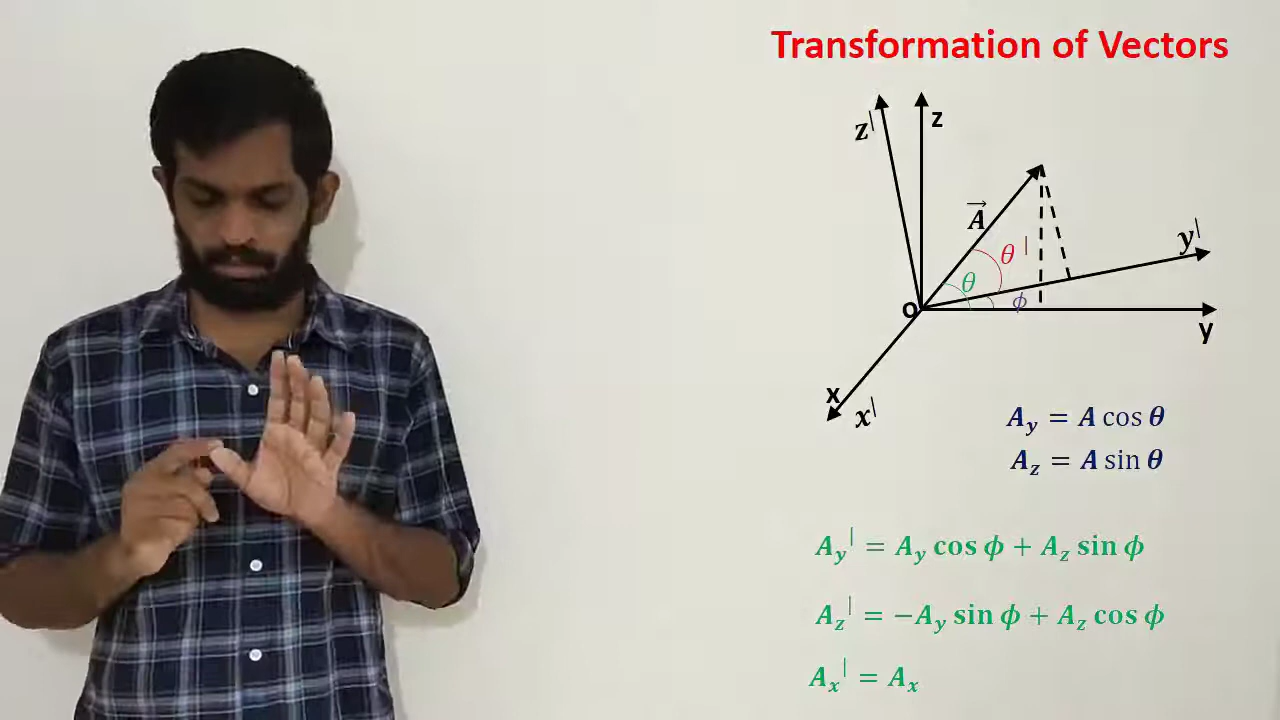 Transformation of Vectors
z|
z
A
θ|
θ
ϕ
y|
O
y
x
x|
A_y = A cos θ
A_z = A sin θ
A_y| = A_y cos ϕ + A_z sin ϕ
A_z| = −A_y sin ϕ + A_z cos ϕ
A_x| = A_x